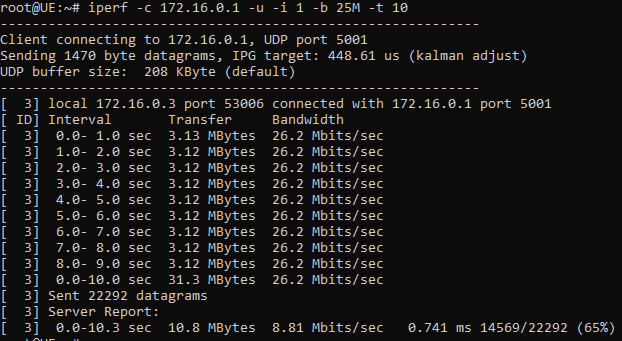 root@UE:~# iperf -c 172.16.0.1 -u -i 1 -b 25M -t 10
------------------------------------------------------------
Client connecting to 172.16.0.1, UDP port 5001
Sending 1470 byte datagrams, IPG target: 448.61 us (kalman adjust)
UDP buffer size:  208 KByte (default)
------------------------------------------------------------
[  3] local 172.16.0.3 port 53006 connected with 172.16.0.1 port 5001
[ ID] Interval       Transfer     Bandwidth
[  3]  0.0- 1.0 sec  3.13 MBytes  26.2 Mbits/sec
[  3]  1.0- 2.0 sec  3.12 MBytes  26.2 Mbits/sec
[  3]  2.0- 3.0 sec  3.12 MBytes  26.2 Mbits/sec
[  3]  3.0- 4.0 sec  3.12 MBytes  26.2 Mbits/sec
[  3]  4.0- 5.0 sec  3.12 MBytes  26.2 Mbits/sec
[  3]  5.0- 6.0 sec  3.12 MBytes  26.2 Mbits/sec
[  3]  6.0- 7.0 sec  3.12 MBytes  26.2 Mbits/sec
[  3]  7.0- 8.0 sec  3.12 MBytes  26.2 Mbits/sec
[  3]  8.0- 9.0 sec  3.12 MBytes  26.2 Mbits/sec
[  3]  0.0-10.0 sec  31.3 MBytes  26.2 Mbits/sec
[  3] Sent 22292 datagrams
[  3] Server Report:
[  3]  0.0-10.3 sec  10.8 MBytes  8.81 Mbits/sec   0.741 ms 14569/22292 (65%)